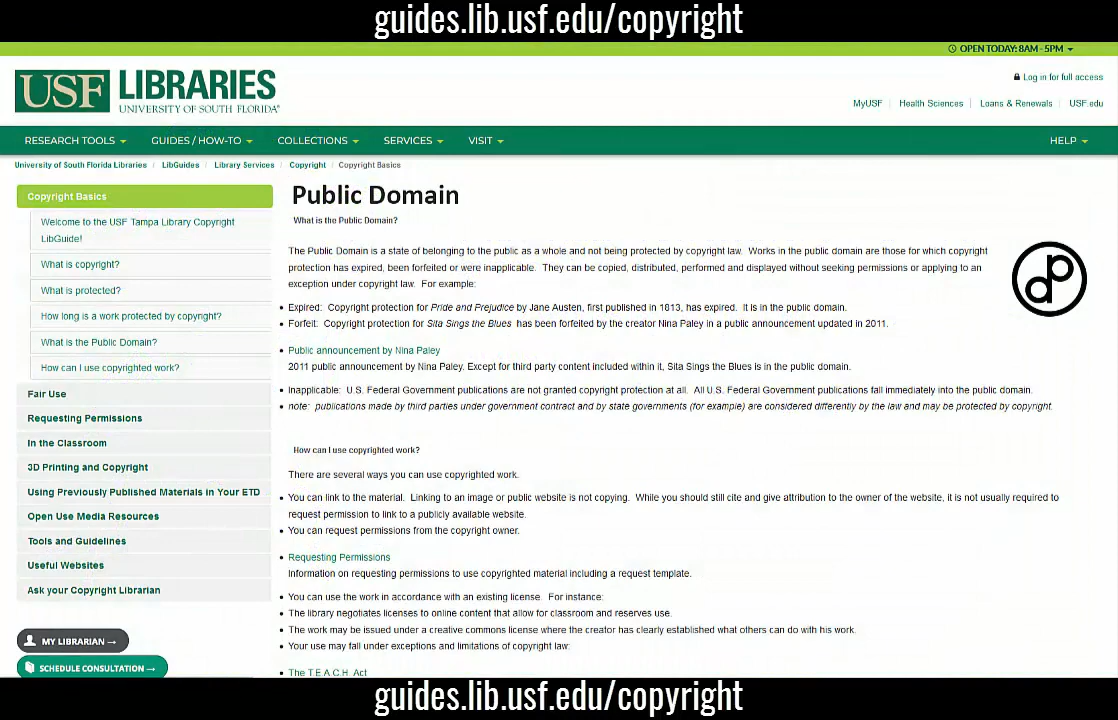 guides.lib.usf.edu/copyright
OPEN TODAY: 8AM - 5PM
USF LIBRARIES
UNIVERSITY OF SOUTH FLORIDA
Log in for full access
MyUSF | Health Sciences | Loans & Renewals | USF.edu
RESEARCH TOOLS GUIDES / HOW-TO COLLECTIONS SERVICES VISIT HELP
University of South Florida Libraries / LibGuides / Library Services / Copyright / Copyright Basics
Copyright Basics
Welcome to the USF Tampa Library Copyright
LibGuide!
What is copyright?
What is protected?
How long is a work protected by copyright?
What is the Public Domain?
How can I use copyrighted work?
Fair Use
Requesting Permissions
In the Classroom
3D Printing and Copyright
Using Previously Published Materials in Your ETD
Open Use Media Resources
Tools and Guidelines
Useful Websites
Ask your Copyright Librarian
MY LIBRARIAN →
SCHEDULE CONSULTATION →
Public Domain
What is the Public Domain?
The Public Domain is a state of belonging to the public as a whole and not being protected by copyright law. Works in the public domain are those for which copyright
protection has expired, been forfeited or were inapplicable. They can be copied, distributed, performed and displayed without seeking permissions or applying to an
exception under copyright law. For example:
• Expired: Copyright protection for Pride and Prejudice by Jane Austen, first published in 1813, has expired. It is in the public domain.
• Forfeit: Copyright protection for Sita Sings the Blues has been forfeited by the creator Nina Paley in a public announcement updated in 2011.
• Public announcement by Nina Paley
2011 public announcement by Nina Paley. Except for third party content included within it, Sita Sings the Blues is in the public domain.
• Inapplicable: U.S. Federal Government publications are not granted copyright protection at all. All U.S. Federal Government publications fall immediately into the public domain.
• note: publications made by third parties under government contract and by state governments (for example) are considered differently by the law and may be protected by copyright.
How can I use copyrighted work?
There are several ways you can use copyrighted work.
• You can link to the material. Linking to an image or public website is not copying. While you should still cite and give attribution to the owner of the website, it is not usually required to
request permission to link to a publicly available website.
• You can request permissions from the copyright owner.
• Requesting Permissions
Information on requesting permissions to use copyrighted material including a request template.
• You can use the work in accordance with an existing license. For instance:
• The library negotiates licenses to online content that allow for classroom and reserves use.
• The work may be issued under a creative commons license where the creator has clearly established what others can do with his work.
• Your use may fall under exceptions and limitations of copyright law:
• The T.E.A.C.H. Act
guides.lib.usf.edu/copyright